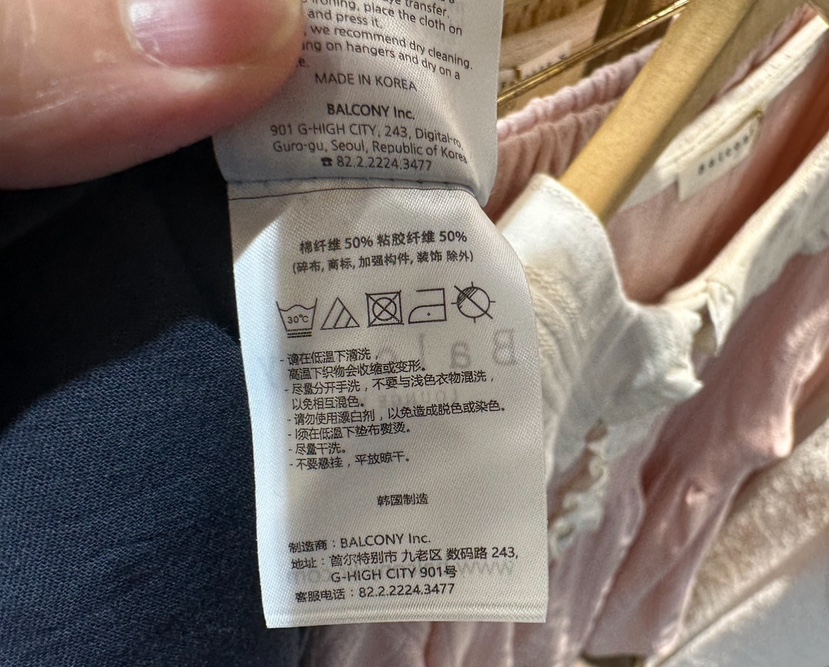 ye transfer.
ironing, place the cloth on
and press it.
we recommend dry cleaning.
ng on hangers and dry on a
e.
MADE IN KOREA
BALCONY Inc.
901 G-HIGH CITY, 243, Digital-ro,
Guro-gu, Seoul, Republic of Korea
☎ 82.2.2224.3477
棉纤维 50% 粘胶纤维 50%
(碎布, 商标, 加强构件, 装饰 除外)
30℃
- 请在低温下清洗，
高温下织物会收缩或变形。
- 尽量分开手洗，不要与浅色衣物混洗，
以免相互混色。
- 请勿使用漂白剂，以免造成脱色或染色。
- 须在低温下垫布熨烫。
- 尽量干洗。
- 不要悬挂，平放晾干。
韩国制造
制造商：BALCONY Inc.
地址：首尔特别市 九老区 数码路 243,
G-HIGH CITY 901号
客服电话：82.2.2224.3477
balcony